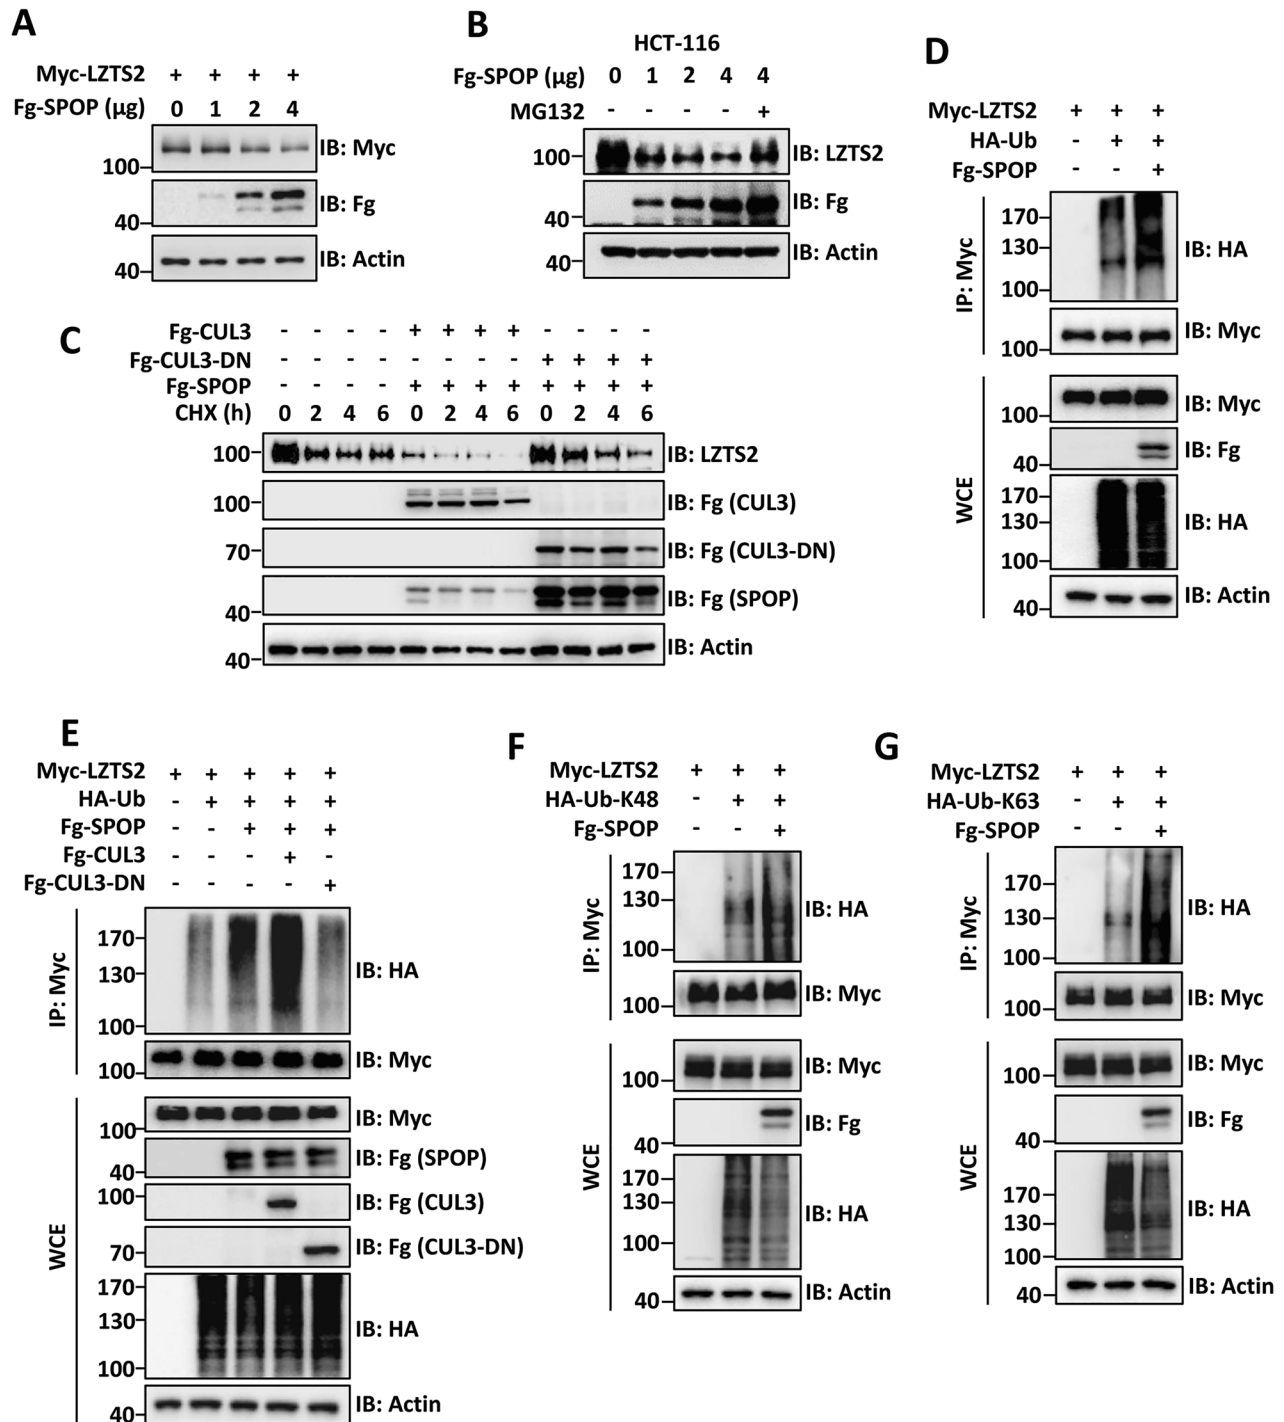 A
Myc-LZTS2 + + + +
Fg-SPOP (µg) 0 1 2 4
100 IB: Myc
IB: Fg
40
40 IB: Actin
B
HCT-116
Fg-SPOP (µg) 0 1 2 4 4
MG132 - - - - +
100 IB: LZTS2
IB: Fg
40
IB: Actin
40
C
Fg-CUL3 - - - - + + + + - - - -
Fg-CUL3-DN - - - - - - - - + + + +
Fg-SPOP - - - - + + + + + + + +
CHX (h) 0 2 4 6 0 2 4 6 0 2 4 6
100 IB: LZTS2
100 IB: Fg (CUL3)
70 IB: Fg (CUL3-DN)
IB: Fg (SPOP)
40
IB: Actin
40
D
Myc-LZTS2 + + +
HA-Ub - + +
Fg-SPOP - - +
IP: Myc
170
130 IB: HA
100
IB: Myc
100
WCE
IB: Myc
100
IB: Fg
40
170
130 IB: HA
100
IB: Actin
40
E
Myc-LZTS2 + + + + +
HA-Ub - + + + +
Fg-SPOP - - + + +
Fg-CUL3 - - - + -
Fg-CUL3-DN - - - - +
IP: Myc
170
130 IB: HA
100
IB: Myc
100
WCE
IB: Myc
100
IB: Fg (SPOP)
40
100 IB: Fg (CUL3)
70 IB: Fg (CUL3-DN)
170
130 IB: HA
100
IB: Actin
40
F
Myc-LZTS2 + + +
HA-Ub-K48 - + +
Fg-SPOP - - +
IP: Myc
170
130 IB: HA
100
IB: Myc
100
WCE
IB: Myc
100
IB: Fg
40
170
130 IB: HA
100
IB: Actin
40
G
Myc-LZTS2 + + +
HA-Ub-K63 - + +
Fg-SPOP - - +
IP: Myc
170
130 IB: HA
100
IB: Myc
100
WCE
IB: Myc
100
IB: Fg
40
170
130 IB: HA
100
IB: Actin
40